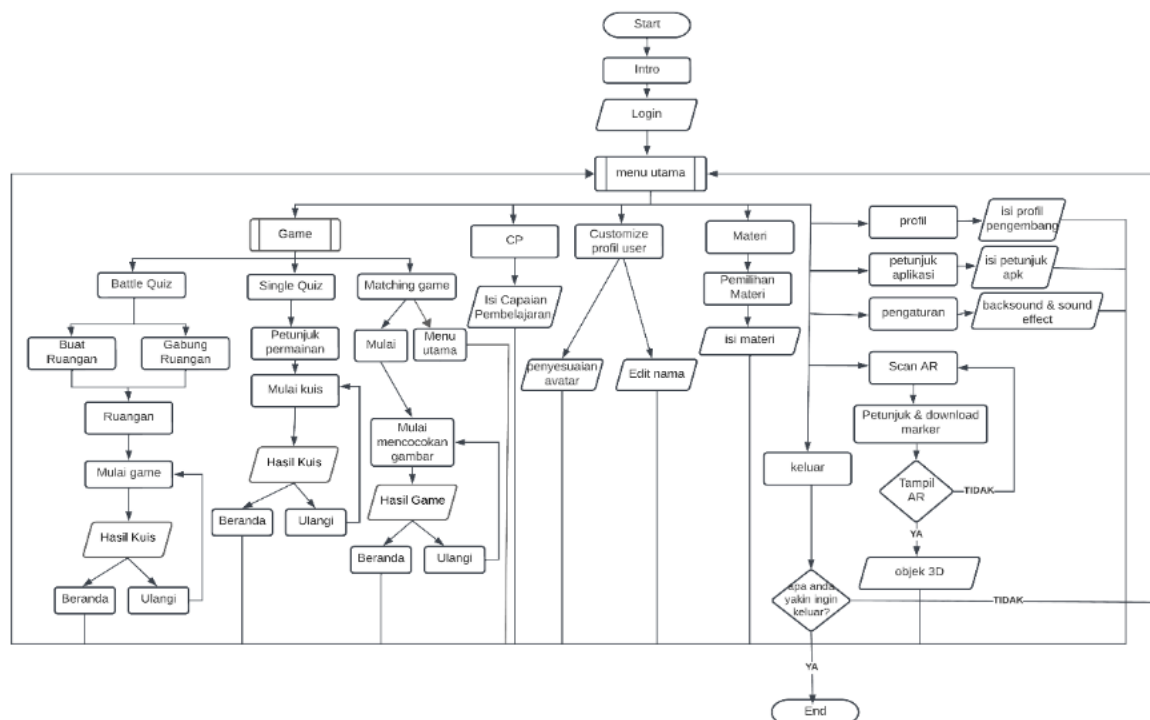 Start
Intro
Login
menu utama
Game
CP
Customize
profil user
Materi
profil
isi profil
pengembang
petunjuk
aplikasi
isi petunjuk
apk
pengaturan
backsound & sound
effect
Battle Quiz
Single Quiz
Matching game
Isi Capaian
Pembelajaran
Pemilihan
Materi
isi materi
Buat
Ruangan
Gabung
Ruangan
Petunjuk
permainan
Mulai
Menu
utama
penyesuaian
avatar
Edit nama
Scan AR
Petunjuk & download
marker
Ruangan
Mulai kuis
Mulai
mencocokan
gambar
keluar
Tampil
AR
TIDAK
YA
Mulai game
Hasil Kuis
Hasil Game
Beranda
Ulangi
Hasil Kuis
Beranda
Ulangi
objek 3D
Beranda
Ulangi
apa anda
yakin ingin
keluar?
TIDAK
YA
End